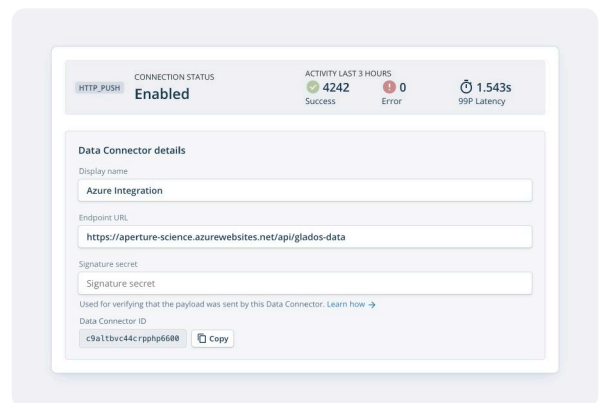 HTTP_PUSH
CONNECTION STATUS
Enabled
ACTIVITY LAST 3 HOURS
4242
Success
0
Error
1.543s
99P Latency
Data Connector details
Display name
Azure Integration
Endpoint URL
https://aperture-science.azurewebsites.net/api/glados-data
Signature secret
Signature secret
Used for verifying that the payload was sent by this Data Connector. Learn how →
Data Connector ID
c9altbvc44crpphp6600 Copy